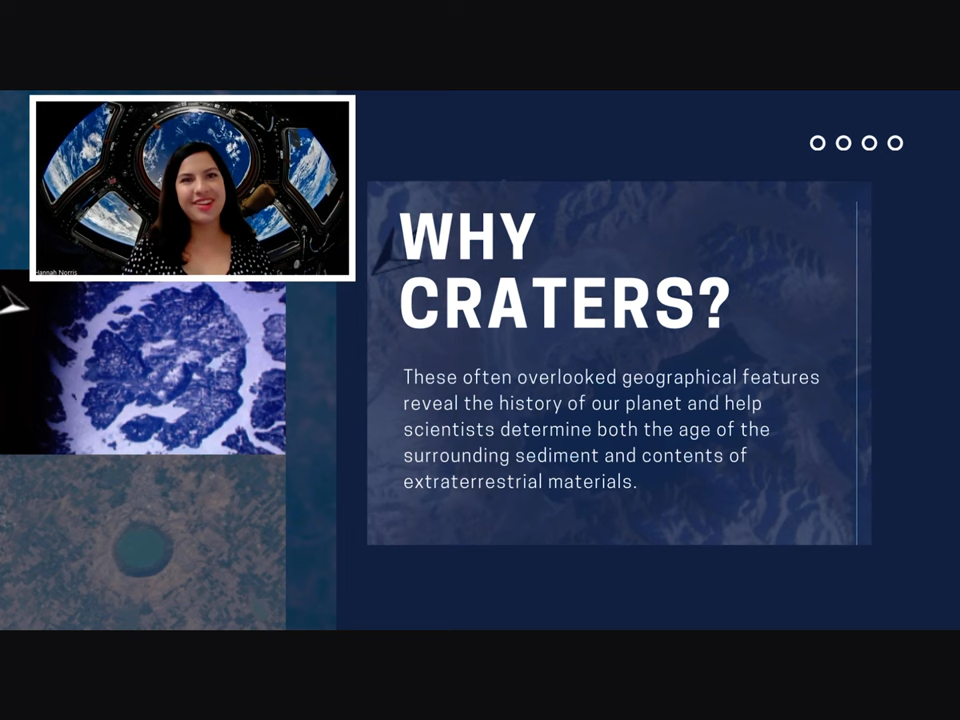 Hannah Norris
WHY
CRATERS?
These often overlooked geographical features
reveal the history of our planet and help
scientists determine both the age of the
surrounding sediment and contents of
extraterrestrial materials.